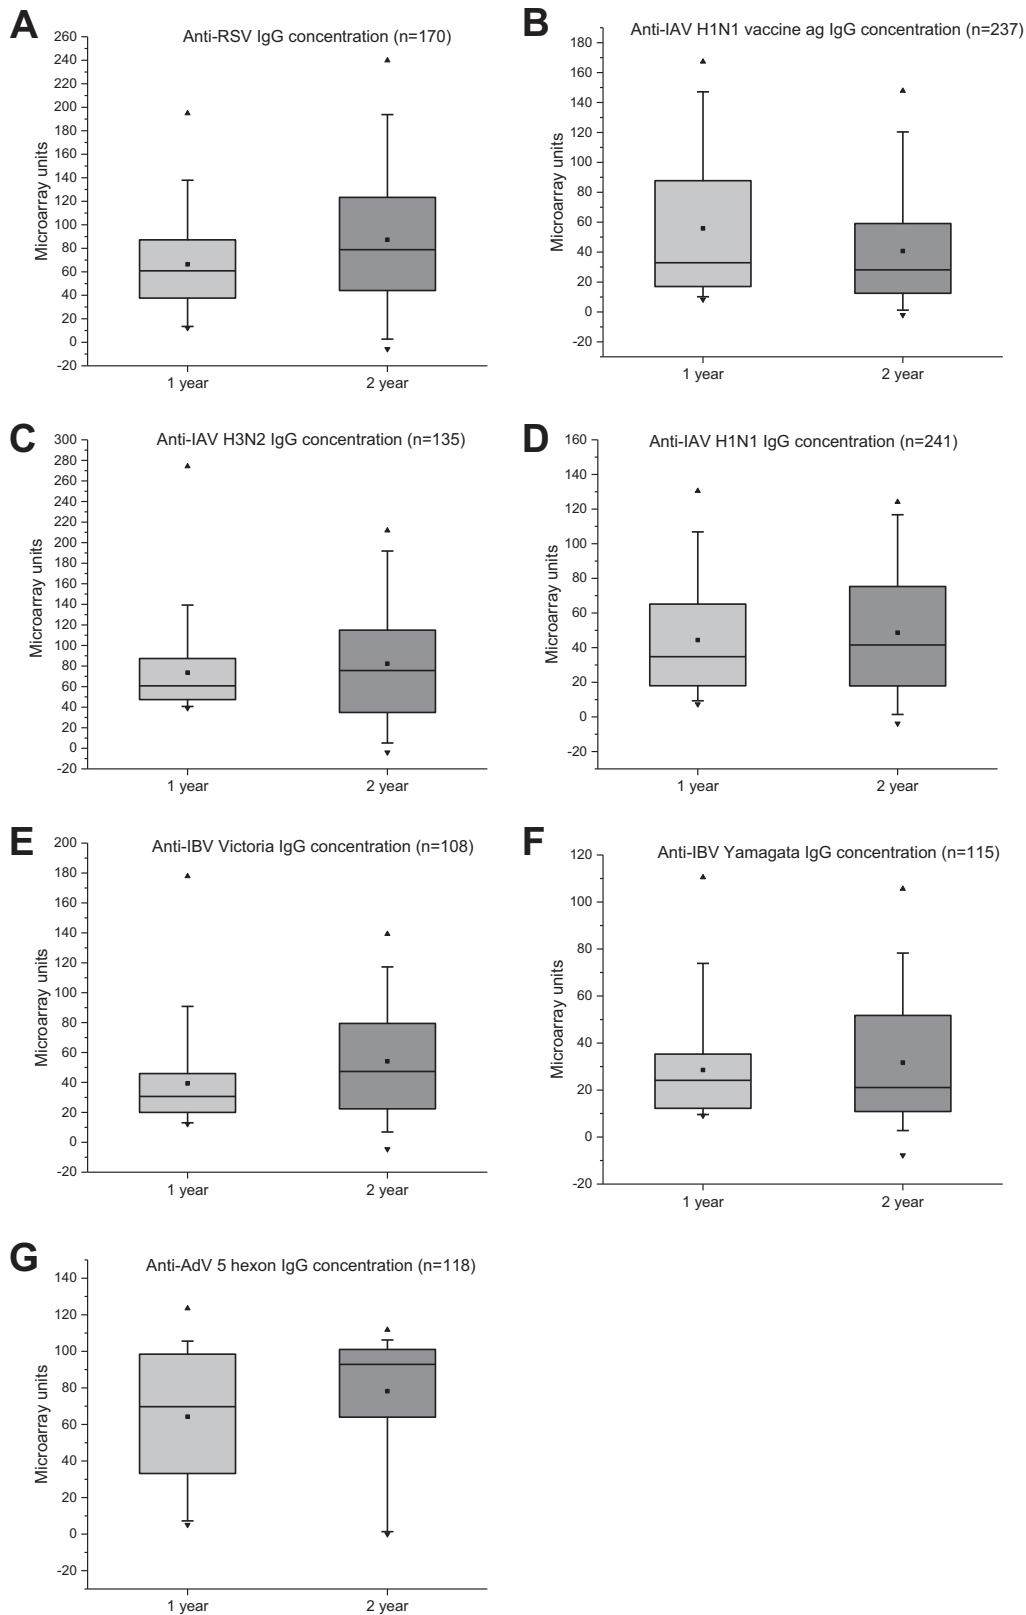 A
Anti-RSV IgG concentration (n=170)
Microarray units
260
240
220
200
180
160
140
120
100
80
60
40
20
0
-20
1 year
2 year
B
Anti-IAV H1N1 vaccine ag IgG concentration (n=237)
Microarray units
180
160
140
120
100
80
60
40
20
0
-20
1 year
2 year
C
Anti-IAV H3N2 IgG concentration (n=135)
Microarray units
300
280
260
240
220
200
180
160
140
120
100
80
60
40
20
0
-20
1 year
2 year
D
Anti-IAV H1N1 IgG concentration (n=241)
Microarray units
160
140
120
100
80
60
40
20
0
-20
1 year
2 year
E
Anti-IBV Victoria IgG concentration (n=108)
Microarray units
200
180
160
140
120
100
80
60
40
20
0
-20
1 year
2 year
F
Anti-IBV Yamagata IgG concentration (n=115)
Microarray units
120
100
80
60
40
20
0
-20
1 year
2 year
G
Anti-AdV 5 hexon IgG concentration (n=118)
Microarray units
140
120
100
80
60
40
20
0
-20
1 year
2 year